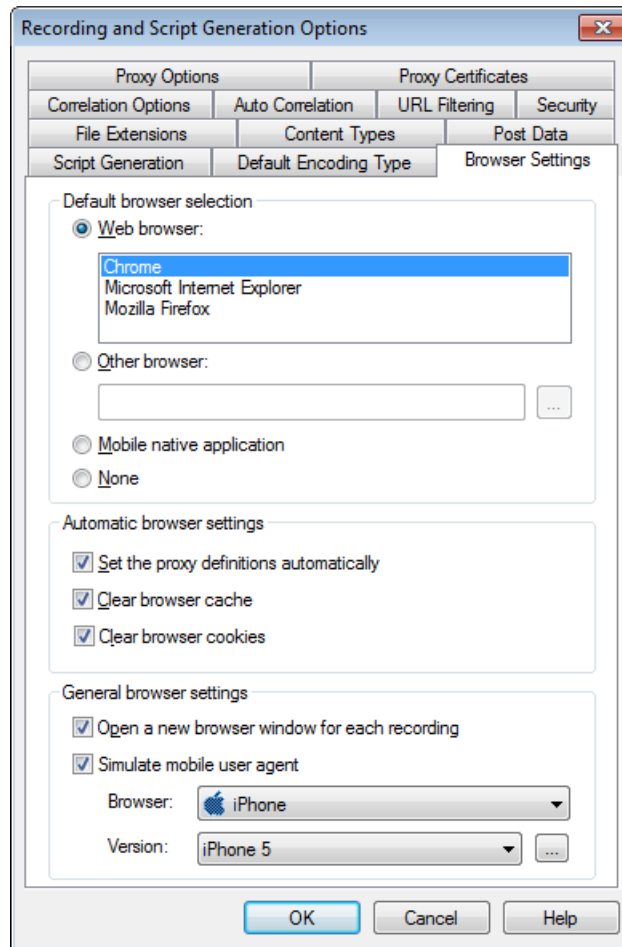 Recording and Script Generation Options
Proxy Options
Proxy Certificates
Correlation Options
Auto Correlation
URL Filtering
Security
File Extensions
Content Types
Post Data
Script Generation
Default Encoding Type
Browser Settings
Default browser selection
Web browser:
Chrome
Microsoft Internet Explorer
Mozilla Firefox
Other browser:
...
Mobile native application
None
Automatic browser settings
Set the proxy definitions automatically
Clear browser cache
Clear browser cookies
General browser settings
Open a new browser window for each recording
Simulate mobile user agent
Browser: iPhone
Version: iPhone 5 ...
OK Cancel Help